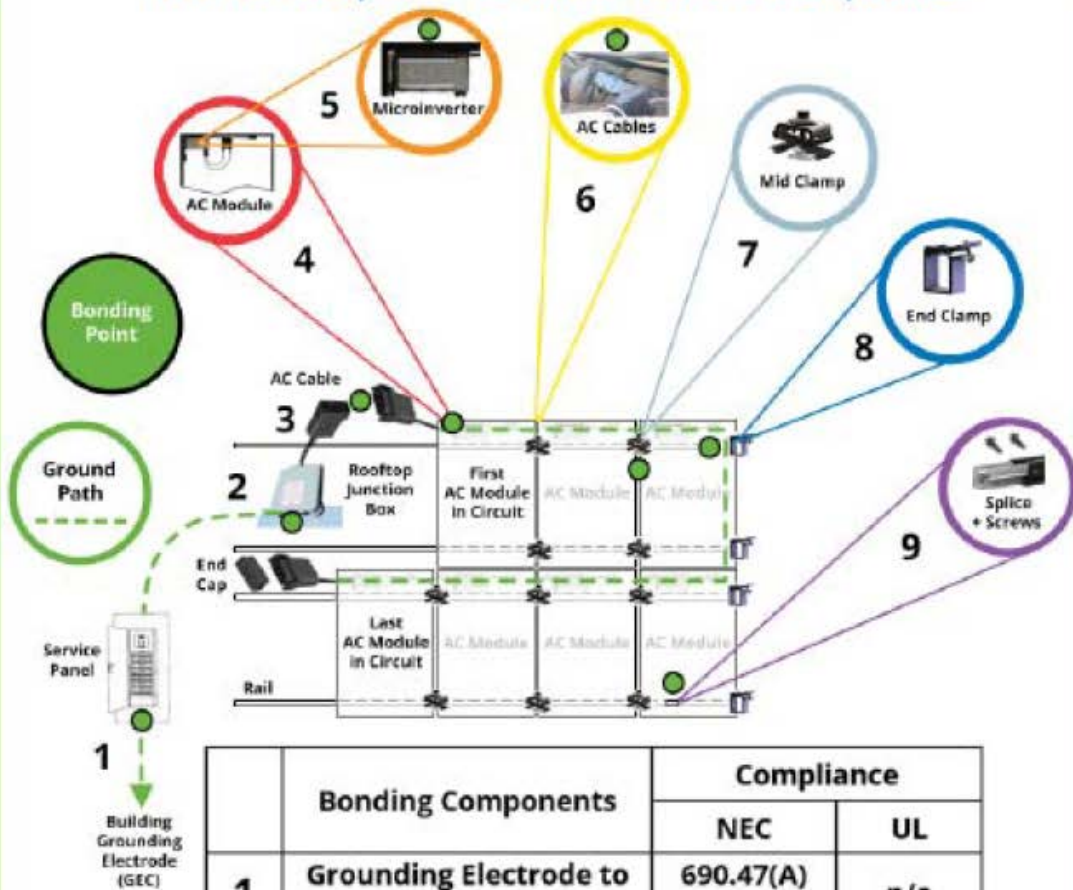 5
Microinverter
AC Cables
AC Module
4
6
Mid Clamp
7
End Clamp
8
Bonding
Point
AC Cable
3
Ground
Path
2
Rooftop
Junction
Box
First
AC Module
in Circuit
AC Module
AC Module
Splice
+ Screws
9
End
Cap
Service
Panel
Last
AC Module
in Circuit
AC Module
AC Module
AC Module
Rail
1
Building
Grounding
Electrode
(GEC)
Bonding Components
Compliance
NEC
UL
1
Grounding Electrode to
690.47(A)
n/a